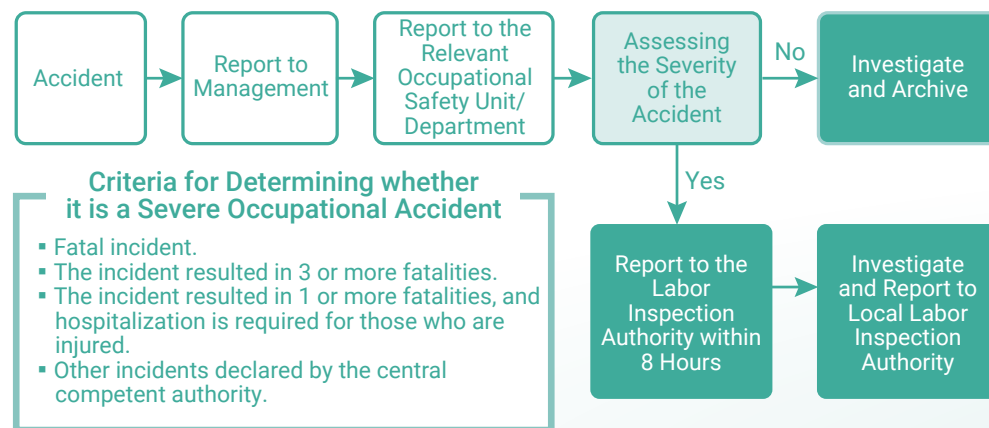 Accident
Report to
Management
Report to the
Relevant
Occupational
Safety Unit/
Department
Assessing
the Severity
of the
Accident
No
Investigate
and Archive
Yes
Report to the
Labor
Inspection
Authority within
8 Hours
Investigate
and Report to
Local Labor
Inspection
Authority
Criteria for Determining whether
it is a Severe Occupational Accident
▪ Fatal incident.
▪ The incident resulted in 3 or more fatalities.
▪ The incident resulted in 1 or more fatalities, and
hospitalization is required for those who are
injured.
▪ Other incidents declared by the central
competent authority.